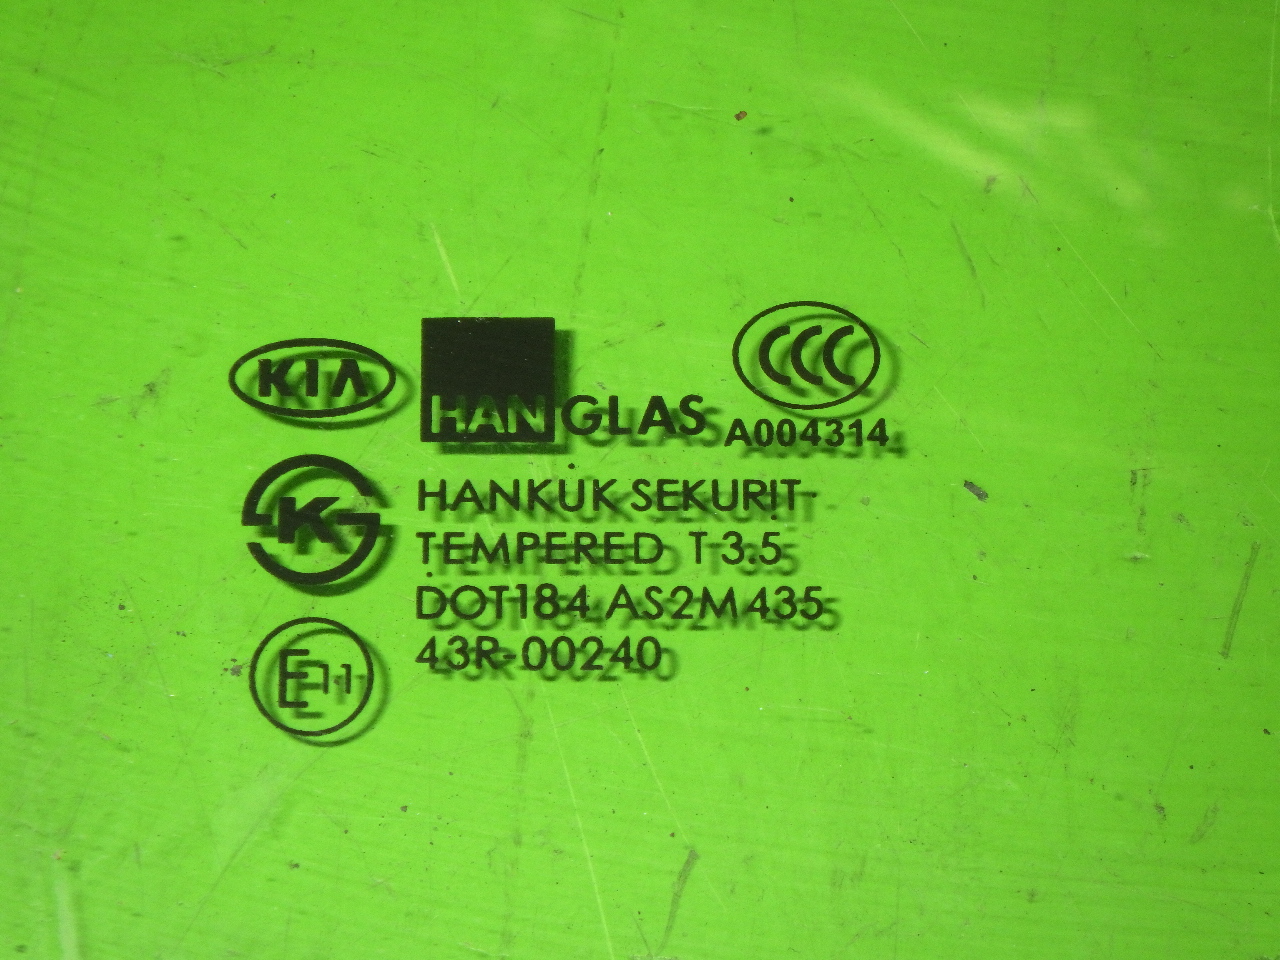 KIA
HAN GLAS
CCC
A004314
K
HANKUK SEKURIT
TEMPERED T 3.5
DOT184 AS2M435
43R-00240
E11